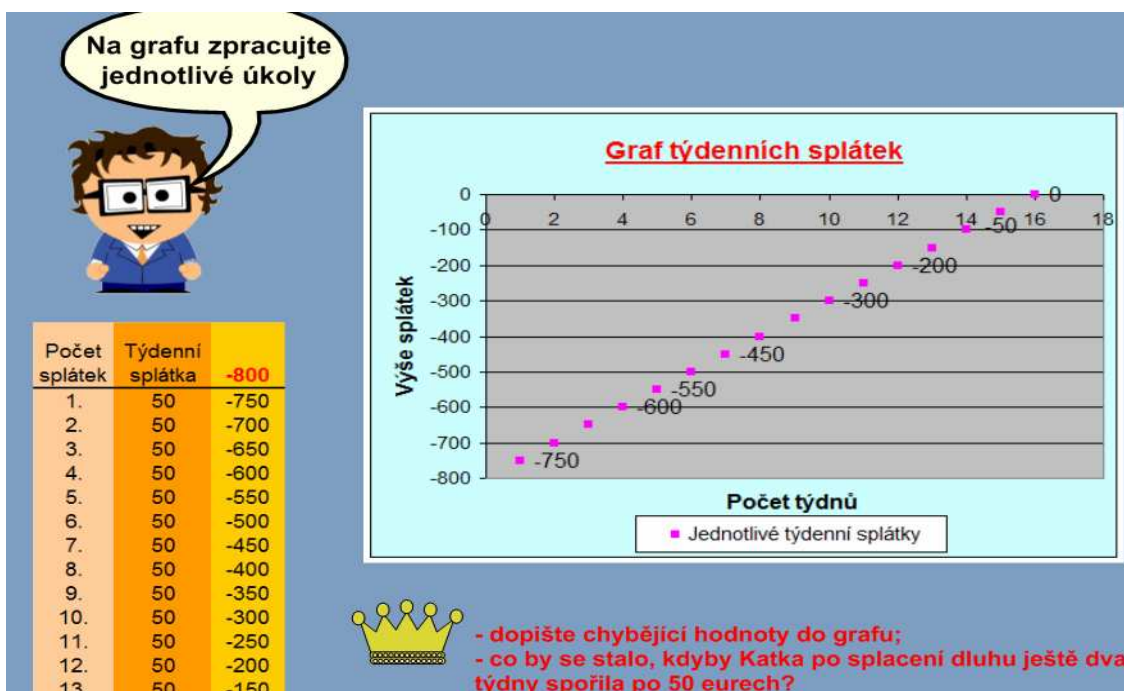 Na grafu zpracujte
jednotlivé úkoly
Graf týdenních splátek
0
-100
-200
-300
-400
-500
-600
-700
-800
0 2 4 6 8 10 12 14 16 18
-750
-600
-550
-450
-300
-200
-50
0
Výše splátek
Počet týdnů
Jednotlivé týdenní splátky
Počet splátek Týdenní splátka -800
1. 50 -750
2. 50 -700
3. 50 -650
4. 50 -600
5. 50 -550
6. 50 -500
7. 50 -450
8. 50 -400
9. 50 -350
10. 50 -300
11. 50 -250
12. 50 -200
13. 50 -150
- dopište chybějící hodnoty do grafu;
- co by se stalo, kdyby Katka po splacení dluhu ještě dva
týdny spořila po 50 eurech?